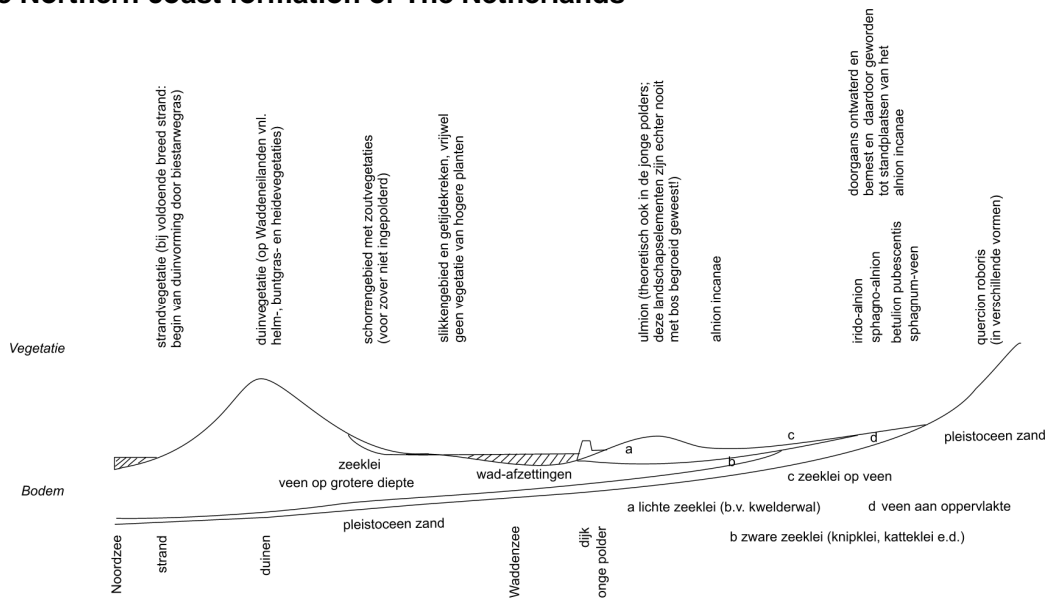 Northern coast formation of The Netherlands
strandvegetatie (bij voldoende breed strand:
begin van duinvorming door biestarwegras)
duinvegetatie (op Waddeneilanden vnl.
helm-, buntgras- en heidevegetaties)
schorrengebied met zoutvegetaties
(voor zover niet ingepolderd)
slikkengebied en getijdekreken, vrijwel
geen vegetatie van hogere planten
ulmion (theoretisch ook in de jonge polders;
deze landschapselementen zijn echter nooit
met bos begroeid geweest!)
alnion incanae
doorgaans ontwaterd en
bemest en daardoor geworden
tot standplaatsen van het
alnion incanae
irido-alnion
sphagno-alnion
betulion pubescentis
sphagnum-veen
quercion roboris
(in verschillende vormen)
Vegetatie
a
b
c
d
pleistoceen zand
zeeklei
veen op grotere diepte
wad-afzettingen
c zeeklei op veen
Bodem
a lichte zeeklei (b.v. kwelderwal)
d veen aan oppervlakte
pleistoceen zand
b zware zeeklei (knipklei, katteklei e.d.)
Noordzee
strand
duinen
Waddenzee
dijk
onge polder